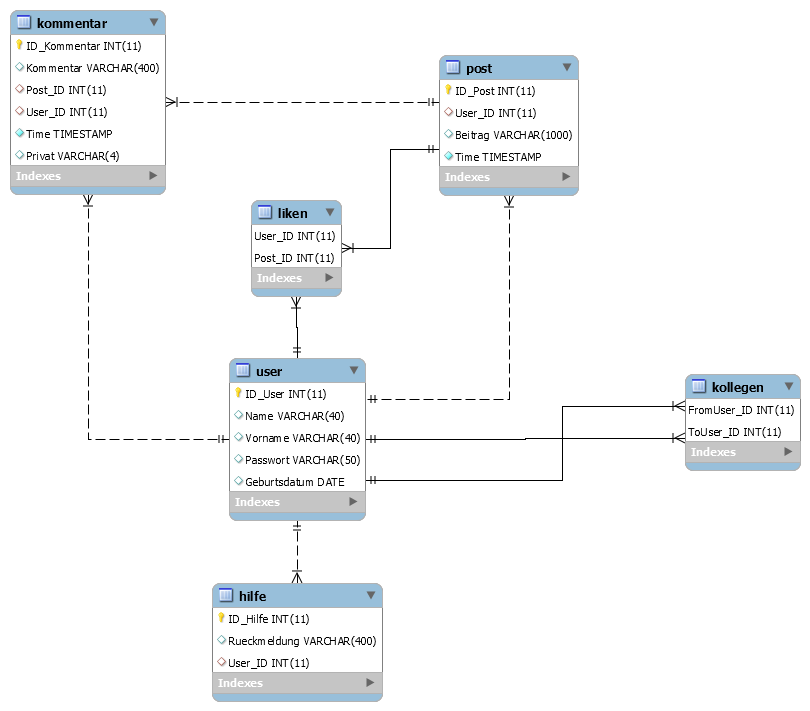 kommentar
ID_Kommentar INT(11)
Kommentar VARCHAR(400)
Post_ID INT(11)
User_ID INT(11)
Time TIMESTAMP
Privat VARCHAR(4)
Indexes
post
ID_Post INT(11)
User_ID INT(11)
Beitrag VARCHAR(1000)
Time TIMESTAMP
Indexes
liken
User_ID INT(11)
Post_ID INT(11)
Indexes
user
ID_User INT(11)
Name VARCHAR(40)
Vorname VARCHAR(40)
Passwort VARCHAR(50)
Geburtsdatum DATE
Indexes
kollegen
FromUser_ID INT(11)
ToUser_ID INT(11)
Indexes
hilfe
ID_Hilfe INT(11)
Rueckmeldung VARCHAR(400)
User_ID INT(11)
Indexes